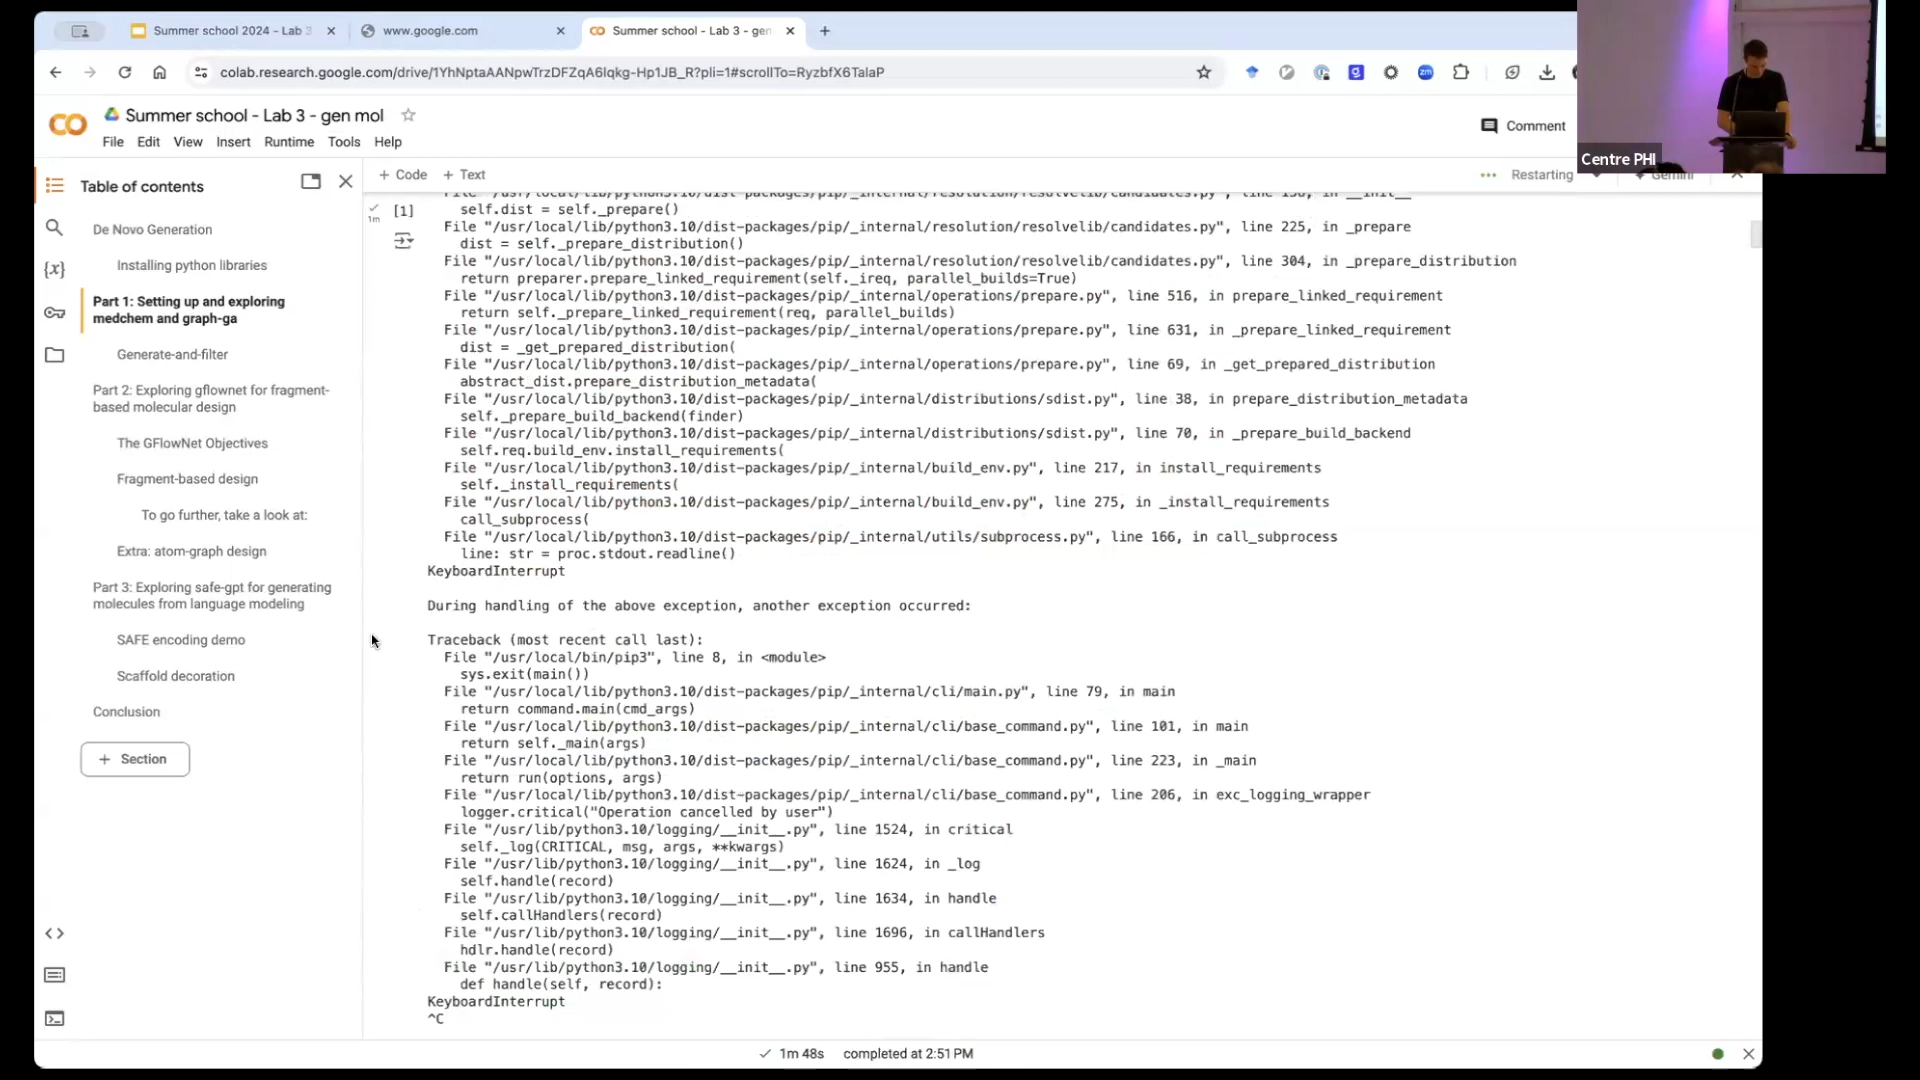 Summer school 2024 - Lab 3
www.google.com
Summer school - Lab 3 - gen
colab.research.google.com/drive/1YhNptaAANpwTrzDFZqA6lqkg-Hp1JB_R?pli=1#scrollTo=RyzbfX6TalaP
Summer school - Lab 3 - gen mol
Comment
File Edit View Insert Runtime Tools Help
Centre PHI
Table of contents
+ Code + Text
Restarting
Gemini
De Novo Generation
Installing python libraries
Part 1: Setting up and exploring
medchem and graph-ga
Generate-and-filter
Part 2: Exploring gflownet for fragment-
based molecular design
The GFlowNet Objectives
Fragment-based design
To go further, take a look at:
Extra: atom-graph design
Part 3: Exploring safe-gpt for generating
molecules from language modeling
SAFE encoding demo
Scaffold decoration
Conclusion
+ Section
1m
[1]
File "/usr/local/lib/python3.10/dist-packages/pip/_internal/resolution/resolvelib/candidates.py", line 158, in __init__
self.dist = self._prepare()
File "/usr/local/lib/python3.10/dist-packages/pip/_internal/resolution/resolvelib/candidates.py", line 225, in _prepare
dist = self._prepare_distribution()
File "/usr/local/lib/python3.10/dist-packages/pip/_internal/resolution/resolvelib/candidates.py", line 304, in _prepare_distribution
return preparer.prepare_linked_requirement(self._ireq, parallel_builds=True)
File "/usr/local/lib/python3.10/dist-packages/pip/_internal/operations/prepare.py", line 516, in prepare_linked_requirement
return self._prepare_linked_requirement(req, parallel_builds)
File "/usr/local/lib/python3.10/dist-packages/pip/_internal/operations/prepare.py", line 631, in _prepare_linked_requirement
dist = _get_prepared_distribution(
File "/usr/local/lib/python3.10/dist-packages/pip/_internal/operations/prepare.py", line 69, in _get_prepared_distribution
abstract_dist.prepare_distribution_metadata(
File "/usr/local/lib/python3.10/dist-packages/pip/_internal/distributions/sdist.py", line 38, in prepare_distribution_metadata
self._prepare_build_backend(finder)
File "/usr/local/lib/python3.10/dist-packages/pip/_internal/distributions/sdist.py", line 70, in _prepare_build_backend
self.req.build_env.install_requirements(
File "/usr/local/lib/python3.10/dist-packages/pip/_internal/build_env.py", line 217, in install_requirements
self._install_requirements(
File "/usr/local/lib/python3.10/dist-packages/pip/_internal/build_env.py", line 275, in _install_requirements
call_subprocess(
File "/usr/local/lib/python3.10/dist-packages/pip/_internal/utils/subprocess.py", line 166, in call_subprocess
line: str = proc.stdout.readline()
KeyboardInterrupt
During handling of the above exception, another exception occurred:
Traceback (most recent call last):
File "/usr/local/bin/pip3", line 8, in <module>
sys.exit(main())
File "/usr/local/lib/python3.10/dist-packages/pip/_internal/cli/main.py", line 79, in main
return command.main(cmd_args)
File "/usr/local/lib/python3.10/dist-packages/pip/_internal/cli/base_command.py", line 101, in main
return self._main(args)
File "/usr/local/lib/python3.10/dist-packages/pip/_internal/cli/base_command.py", line 223, in _main
return run(options, args)
File "/usr/local/lib/python3.10/dist-packages/pip/_internal/cli/base_command.py", line 206, in exc_logging_wrapper
logger.critical("Operation cancelled by user")
File "/usr/lib/python3.10/logging/__init__.py", line 1524, in critical
self._log(CRITICAL, msg, args, **kwargs)
File "/usr/lib/python3.10/logging/__init__.py", line 1624, in _log
self.handle(record)
File "/usr/lib/python3.10/logging/__init__.py", line 1634, in handle
self.callHandlers(record)
File "/usr/lib/python3.10/logging/__init__.py", line 1696, in callHandlers
hdlr.handle(record)
File "/usr/lib/python3.10/logging/__init__.py", line 955, in handle
def handle(self, record):
KeyboardInterrupt
^C
1m 48s completed at 2:51 PM